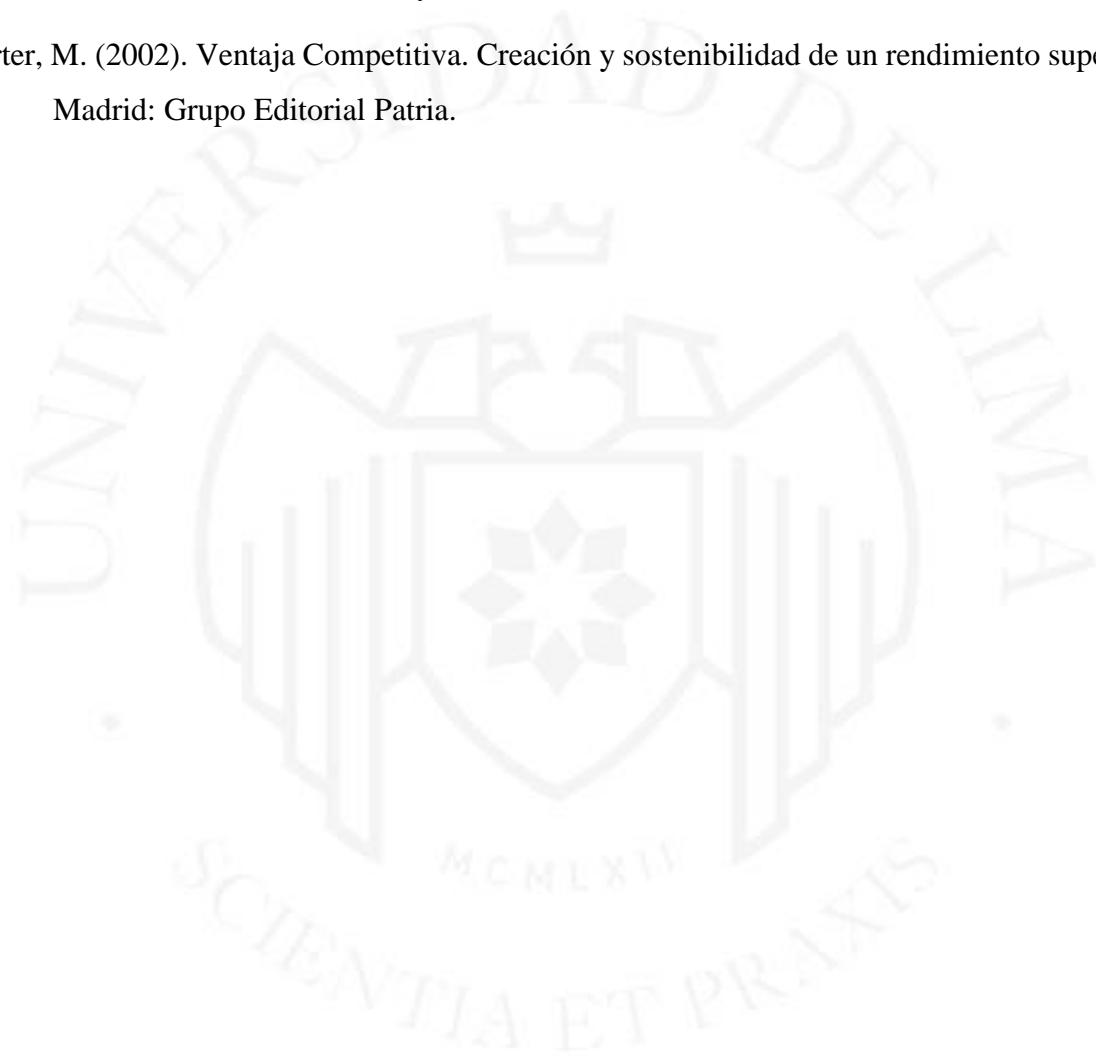 rter, M. (2002). Ventaja Competitiva. Creación y sostenibilidad de un rendimiento supe
Madrid: Grupo Editorial Patria.
UNIVERSIDAD DE LIMA
MCMLXII
SCIENTIA ET PRAXIS